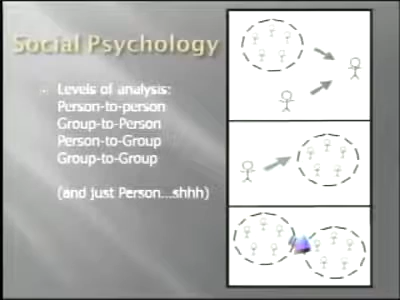 Social Psychology
Levels of analysis:
Person-to-person
Group-to-Person
Person-to-Group
Group-to-Group
(and just Person...shhh)